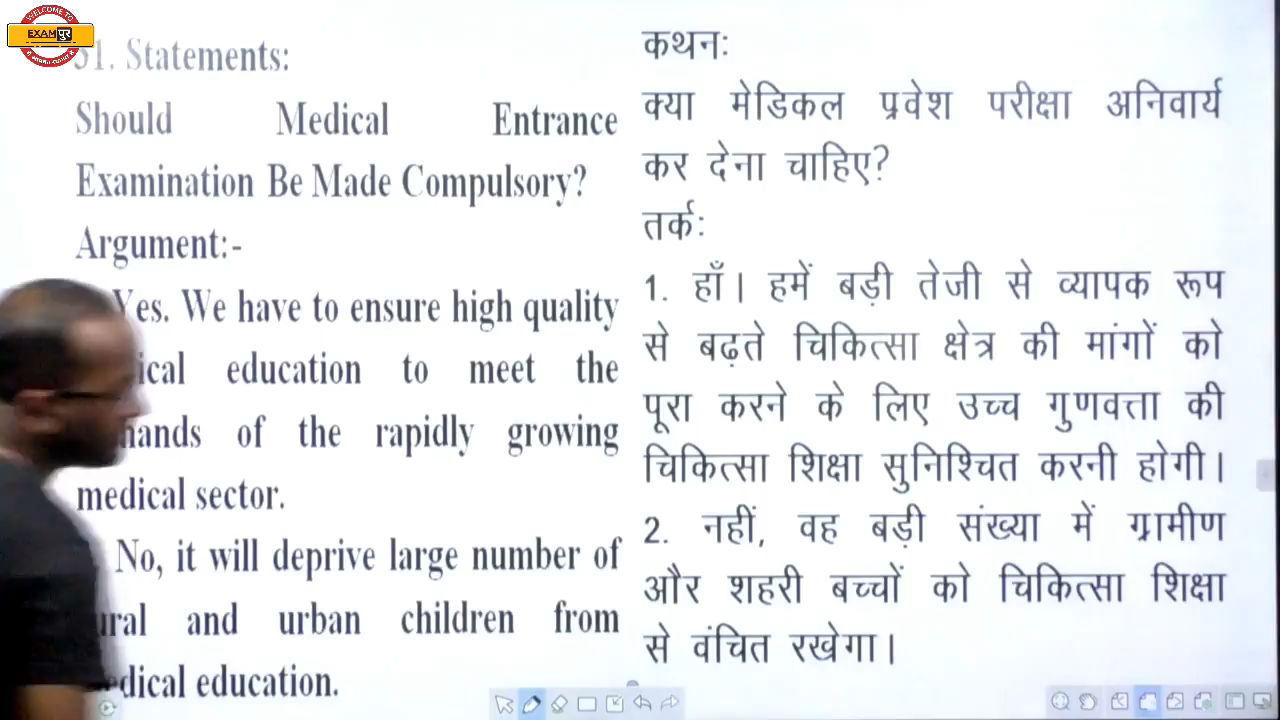 WELCOME TO
EXAMपुर
51. Statements:
Should Medical Entrance
Examination Be Made Compulsory?
Argument:-
Yes. We have to ensure high quality
education to meet the
of the rapidly growing
medical sector.
No, it will deprive large number of
and urban children from
education.
कथनः
क्या मेडिकल प्रवेश परीक्षा अनिवार्य
कर देना चाहिए?
तर्कः
1. हाँ। हमें बड़ी तेजी से व्यापक रूप
से बढ़ते चिकित्सा क्षेत्र की मांगों को
पूरा करने के लिए उच्च गुणवत्ता की
चिकित्सा शिक्षा सुनिश्चित करनी होगी।
2. नहीं, वह बड़ी संख्या में ग्रामीण
और शहरी बच्चों को चिकित्सा शिक्षा
से वंचित रखेगा।